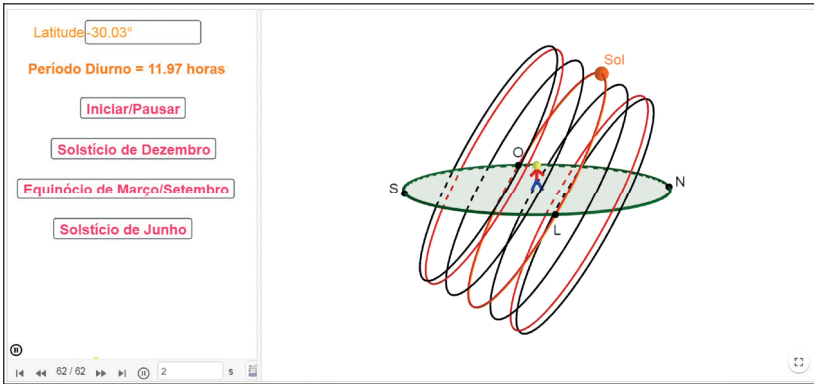 Latitude-30.03°
Período Diurno = 11.97 horas
Iniciar/Pausar
Solstício de Dezembro
Equinócio de Março/Setembro
Solstício de Junho
62 / 62
2
s
Sol
O
N
S
L